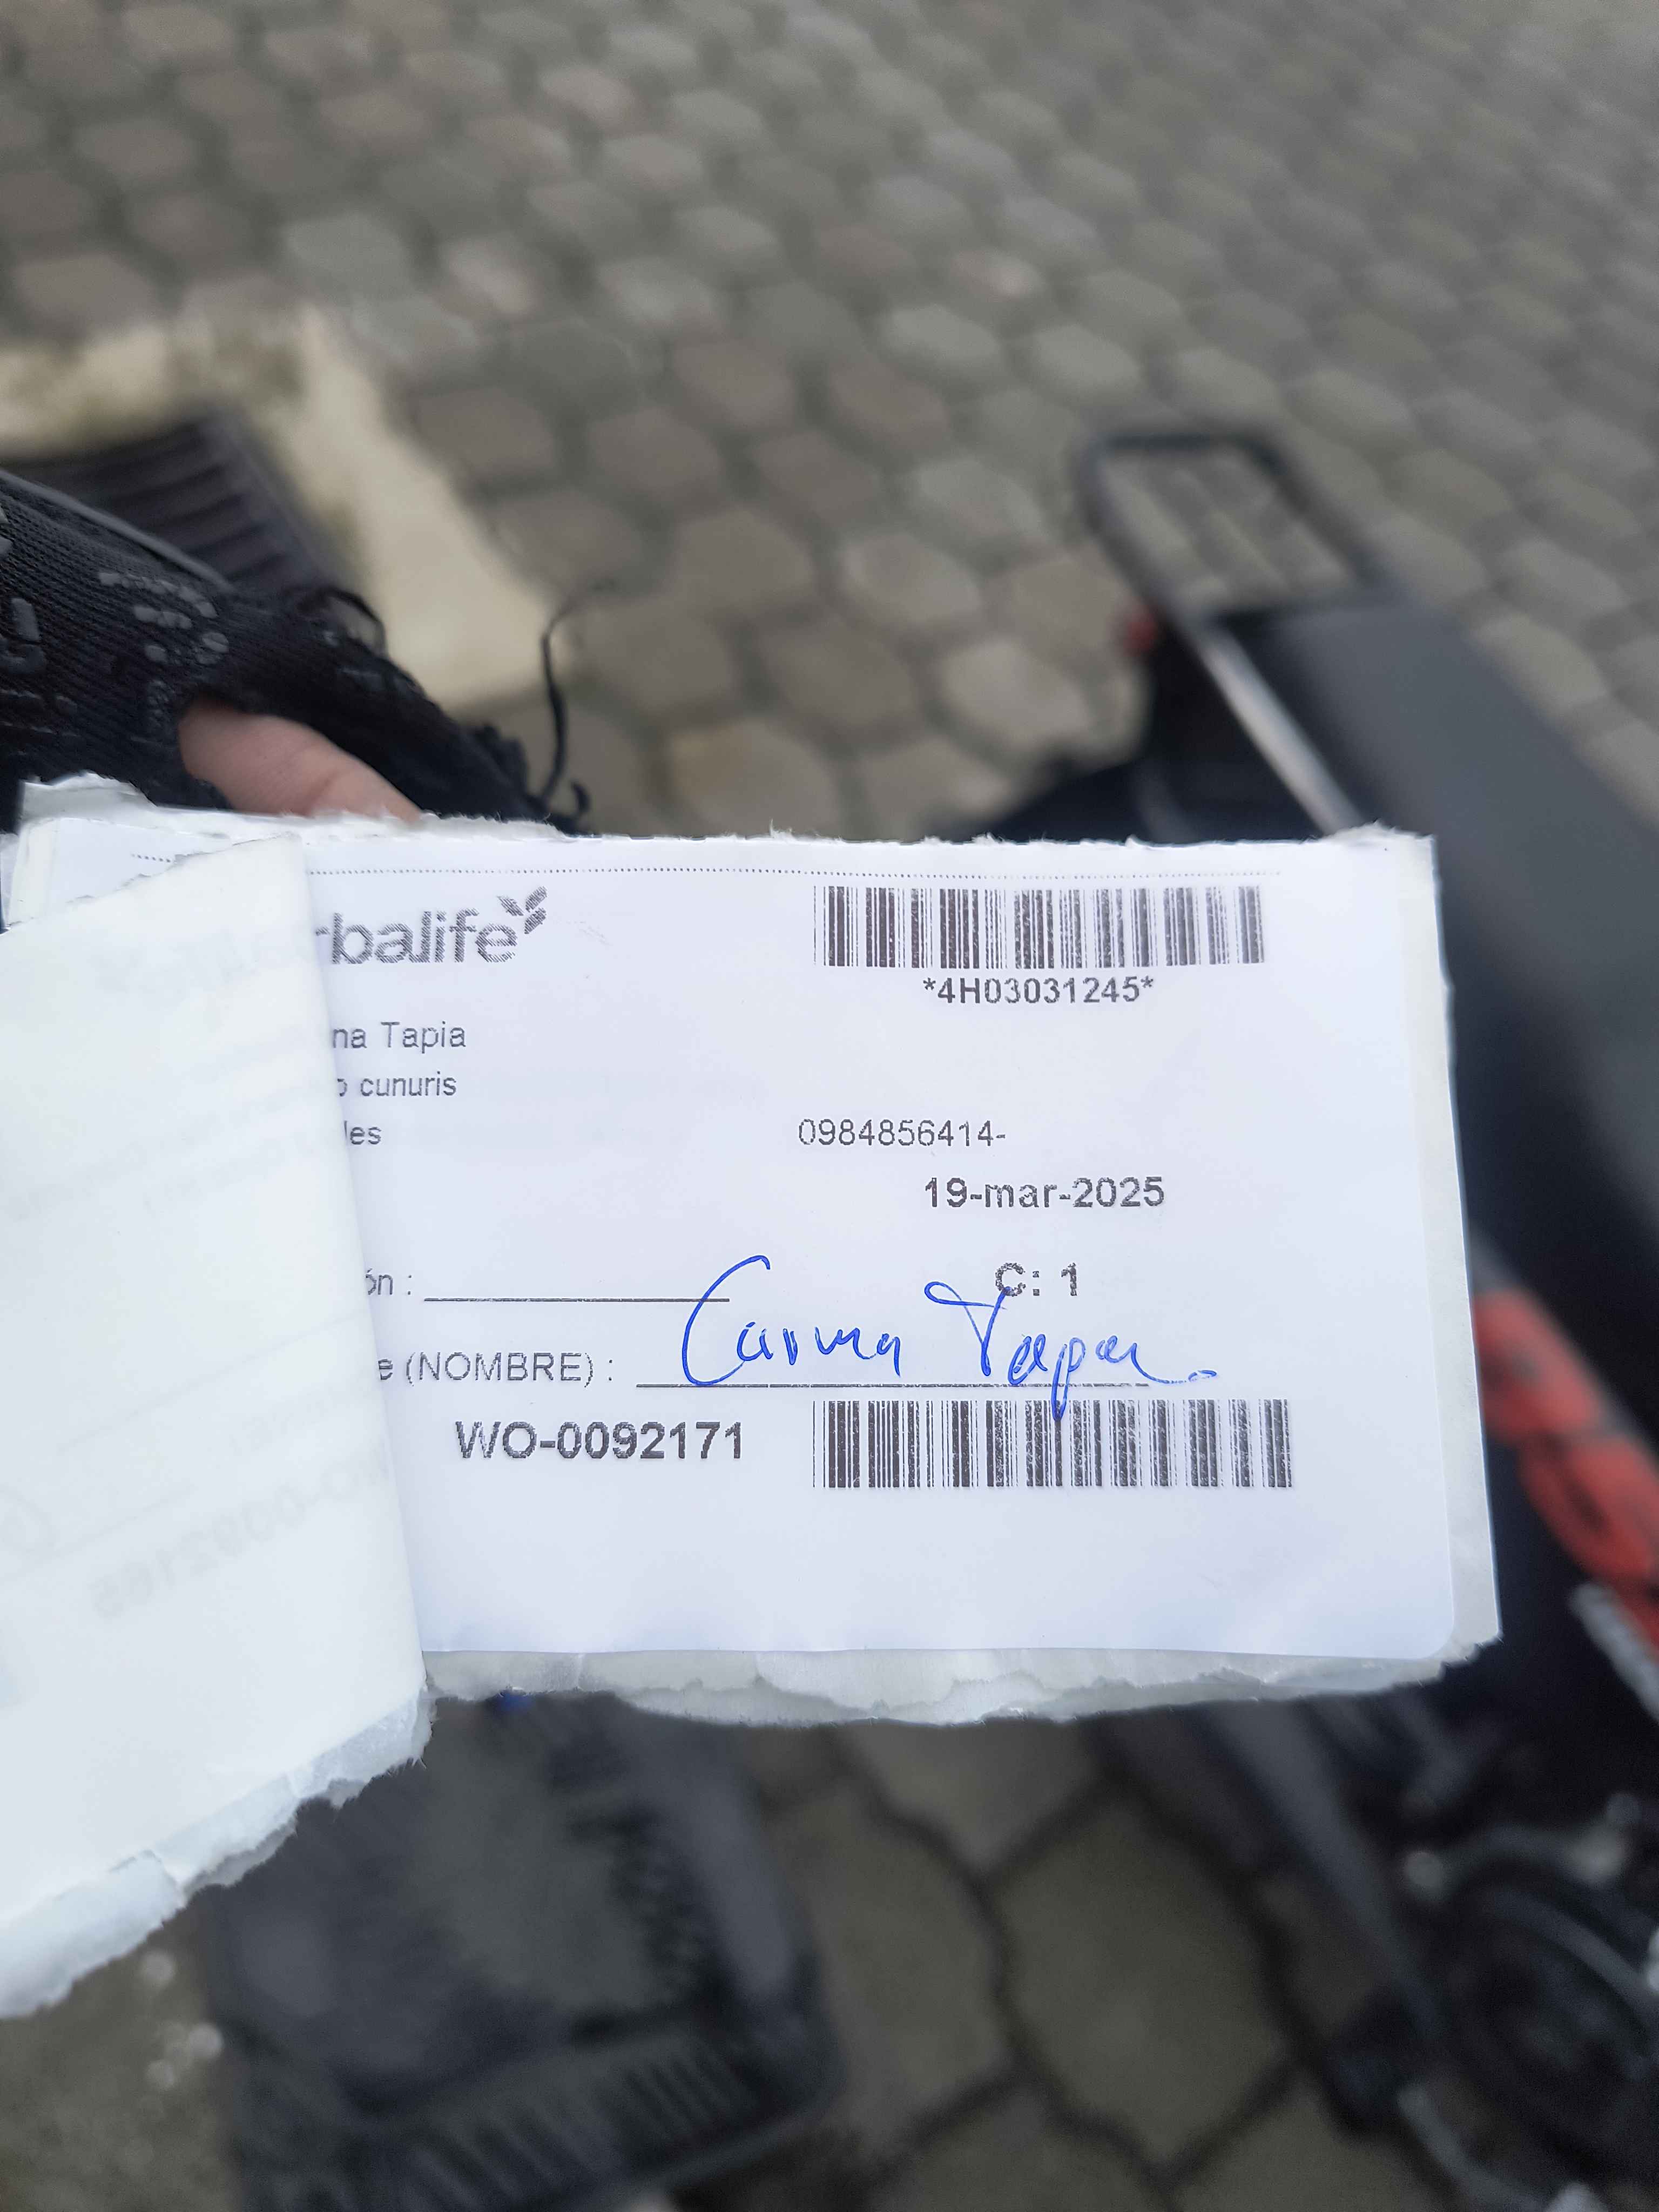 rbalife
*4H03031245*
na Tapia
o cunuris
les 0984856414-
19-mar-2025
ón : C: 1
e (NOMBRE) : Carma Tapia
WO-0092171